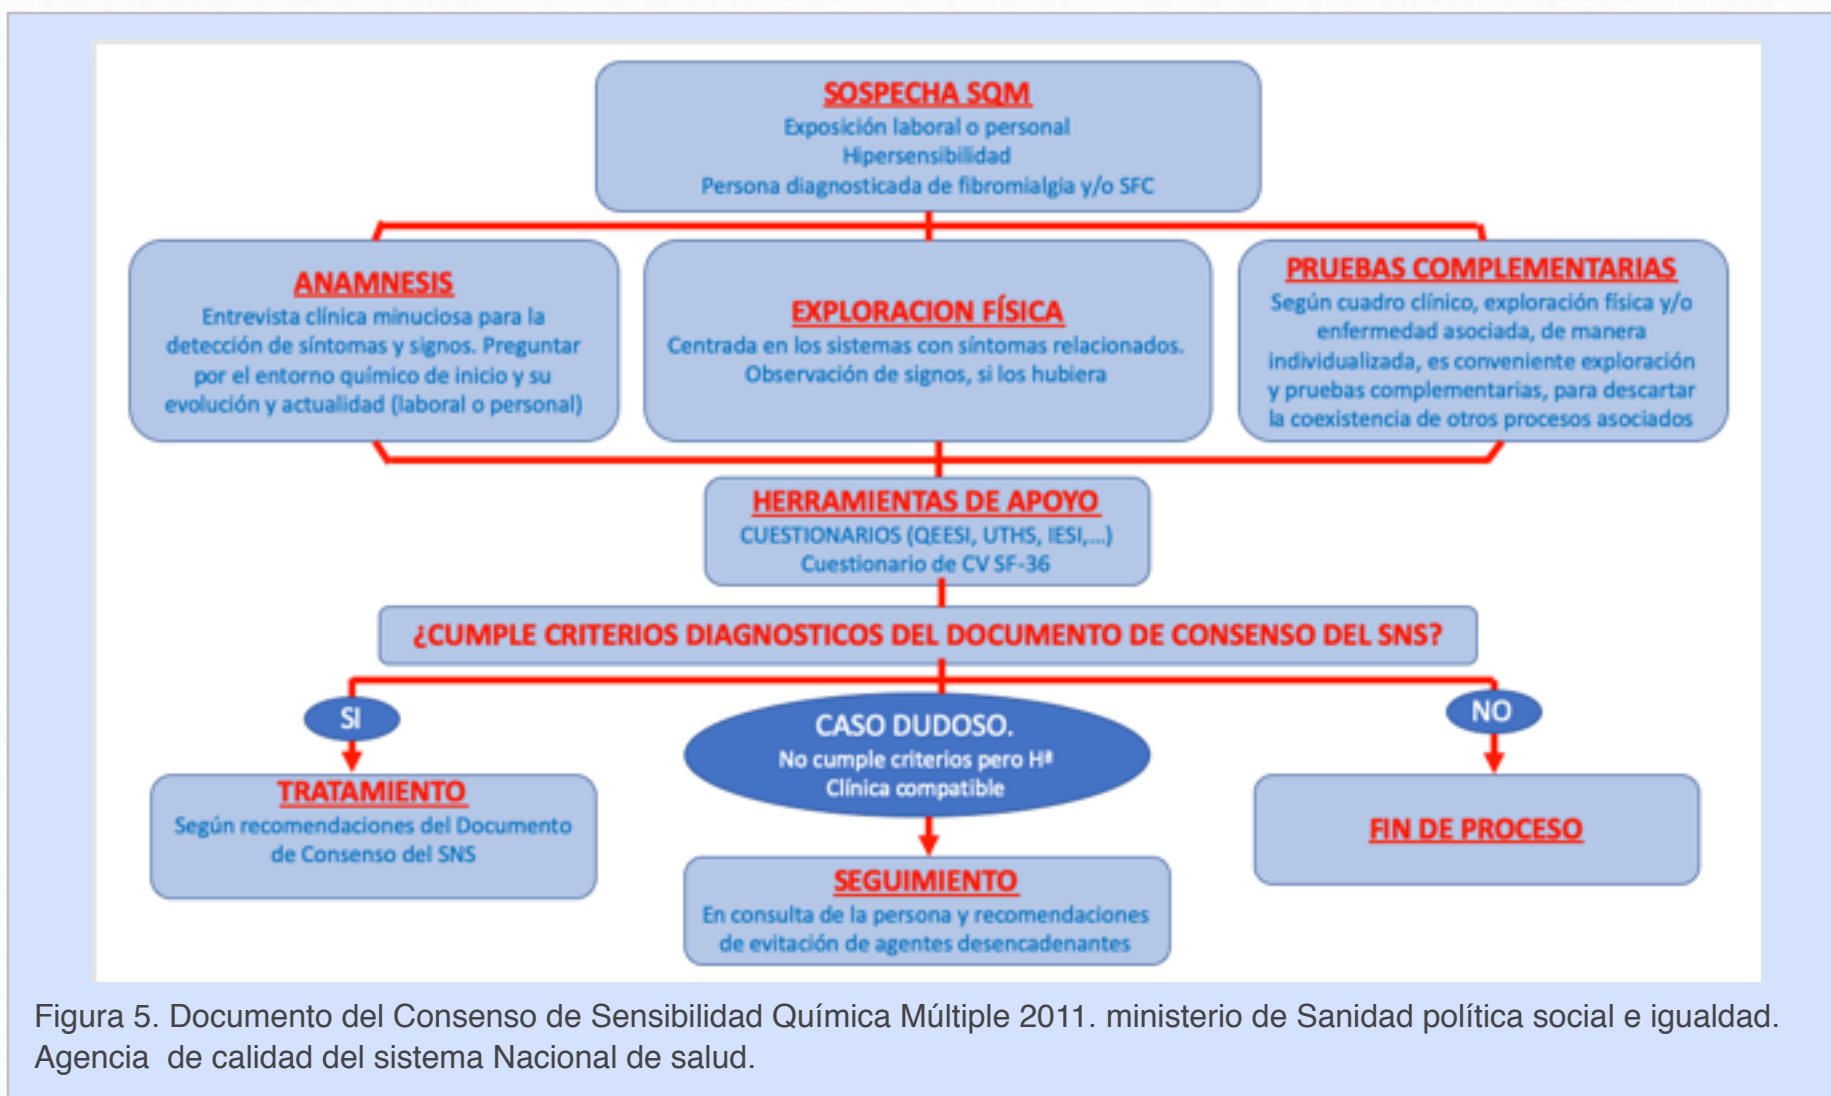 SOSPECHA SQM
Exposición laboral o personal
Hipersensibilidad
Persona diagnosticada de fibromialgia y/o SFC
ANAMNESIS
Entrevista clínica minuciosa para la
detección de síntomas y signos. Preguntar
por el entorno químico de inicio y su
evolución y actualidad (laboral o personal)
EXPLORACION FÍSICA
Centrada en los sistemas con síntomas relacionados.
Observación de signos, si los hubiera
PRUEBAS COMPLEMENTARIAS
Según cuadro clínico, exploración física y/o
enfermedad asociada, de manera
individualizada, es conveniente exploración
y pruebas complementarias, para descartar
la coexistencia de otros procesos asociados
HERRAMIENTAS DE APOYO
CUESTIONARIOS (QEESI, UTHS, IESI,...)
Cuestionario de CV SF-36
¿CUMPLE CRITERIOS DIAGNOSTICOS DEL DOCUMENTO DE CONSENSO DEL SNS?
SI
CASO DUDOSO.
No cumple criterios pero Hª
Clínica compatible
NO
TRATAMIENTO
Según recomendaciones del Documento
de Consenso del SNS
SEGUIMIENTO
En consulta de la persona y recomendaciones
de evitación de agentes desencadenantes
FIN DE PROCESO
Figura 5. Documento del Consenso de Sensibilidad Química Múltiple 2011. ministerio de Sanidad política social e igualdad.
Agencia  de calidad del sistema Nacional de salud.